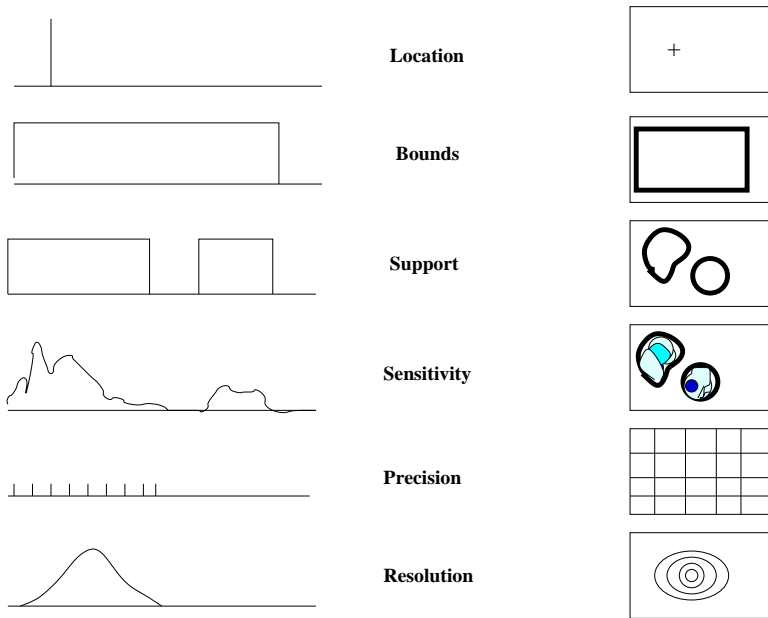 Location
Bounds
Support
Sensitivity
Precision
Resolution